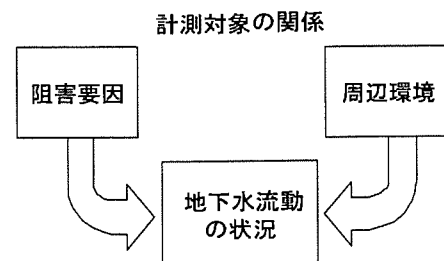 計測対象の関係
阻害要因
周辺環境
地下水流動
の状況